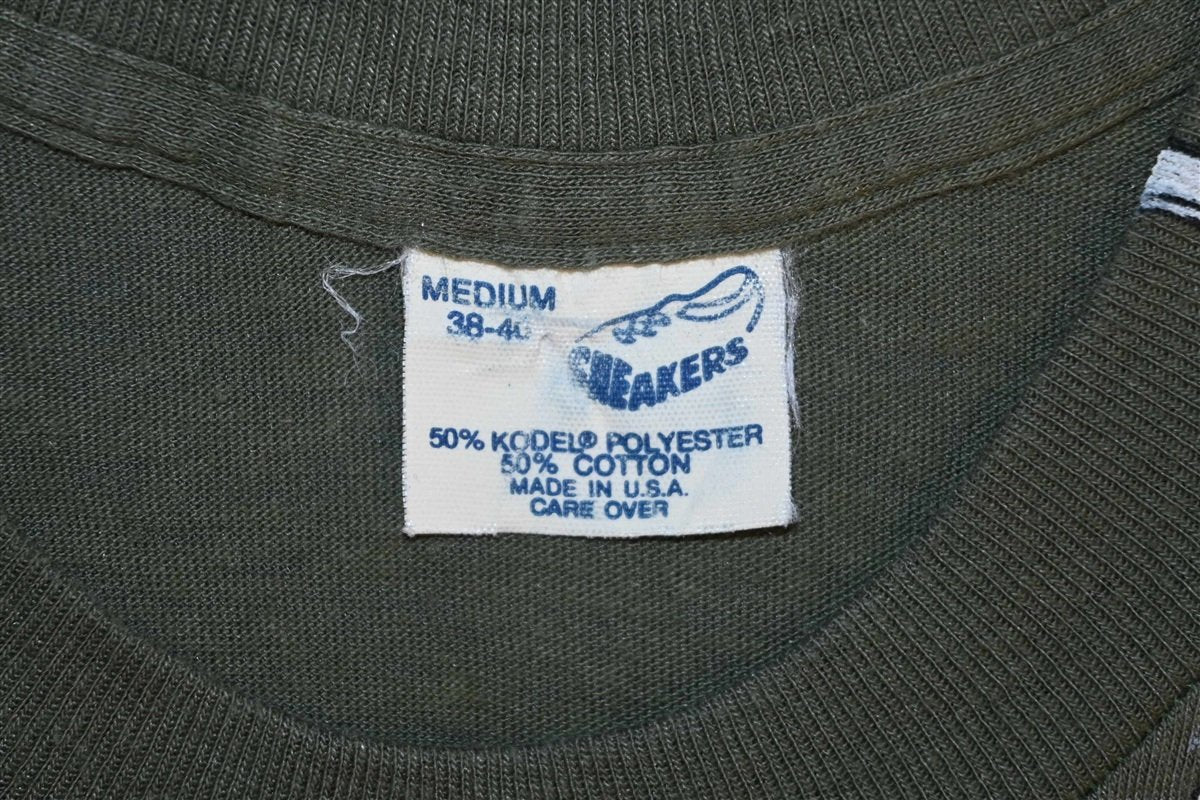 MEDIUM
38-40
SNEAKERS
50% KODEL® POLYESTER
50% COTTON
MADE IN U.S.A.
CARE OVER